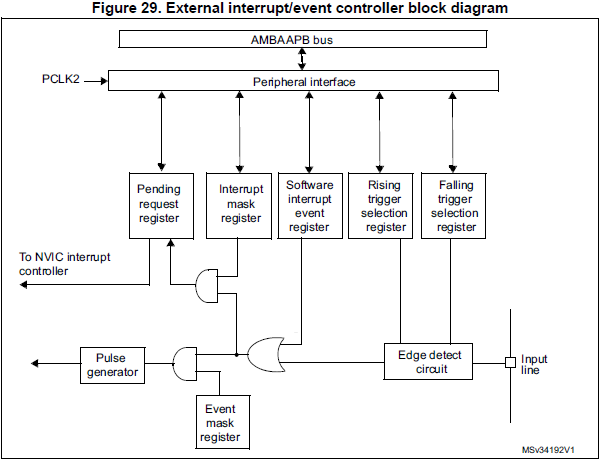 Figure 29. External interrupt/event controller block diagram
AMBAAPB bus
PCLK2
Peripheral interface
Pending
request
register
Interrupt
mask
register
Software
interrupt
event
register
Rising
trigger
selection
register
Falling
trigger
selection
register
To NVIC interrupt
controller
Pulse
generator
Event
mask
register
Edge detect
circuit
Input
line
MSv34192V1